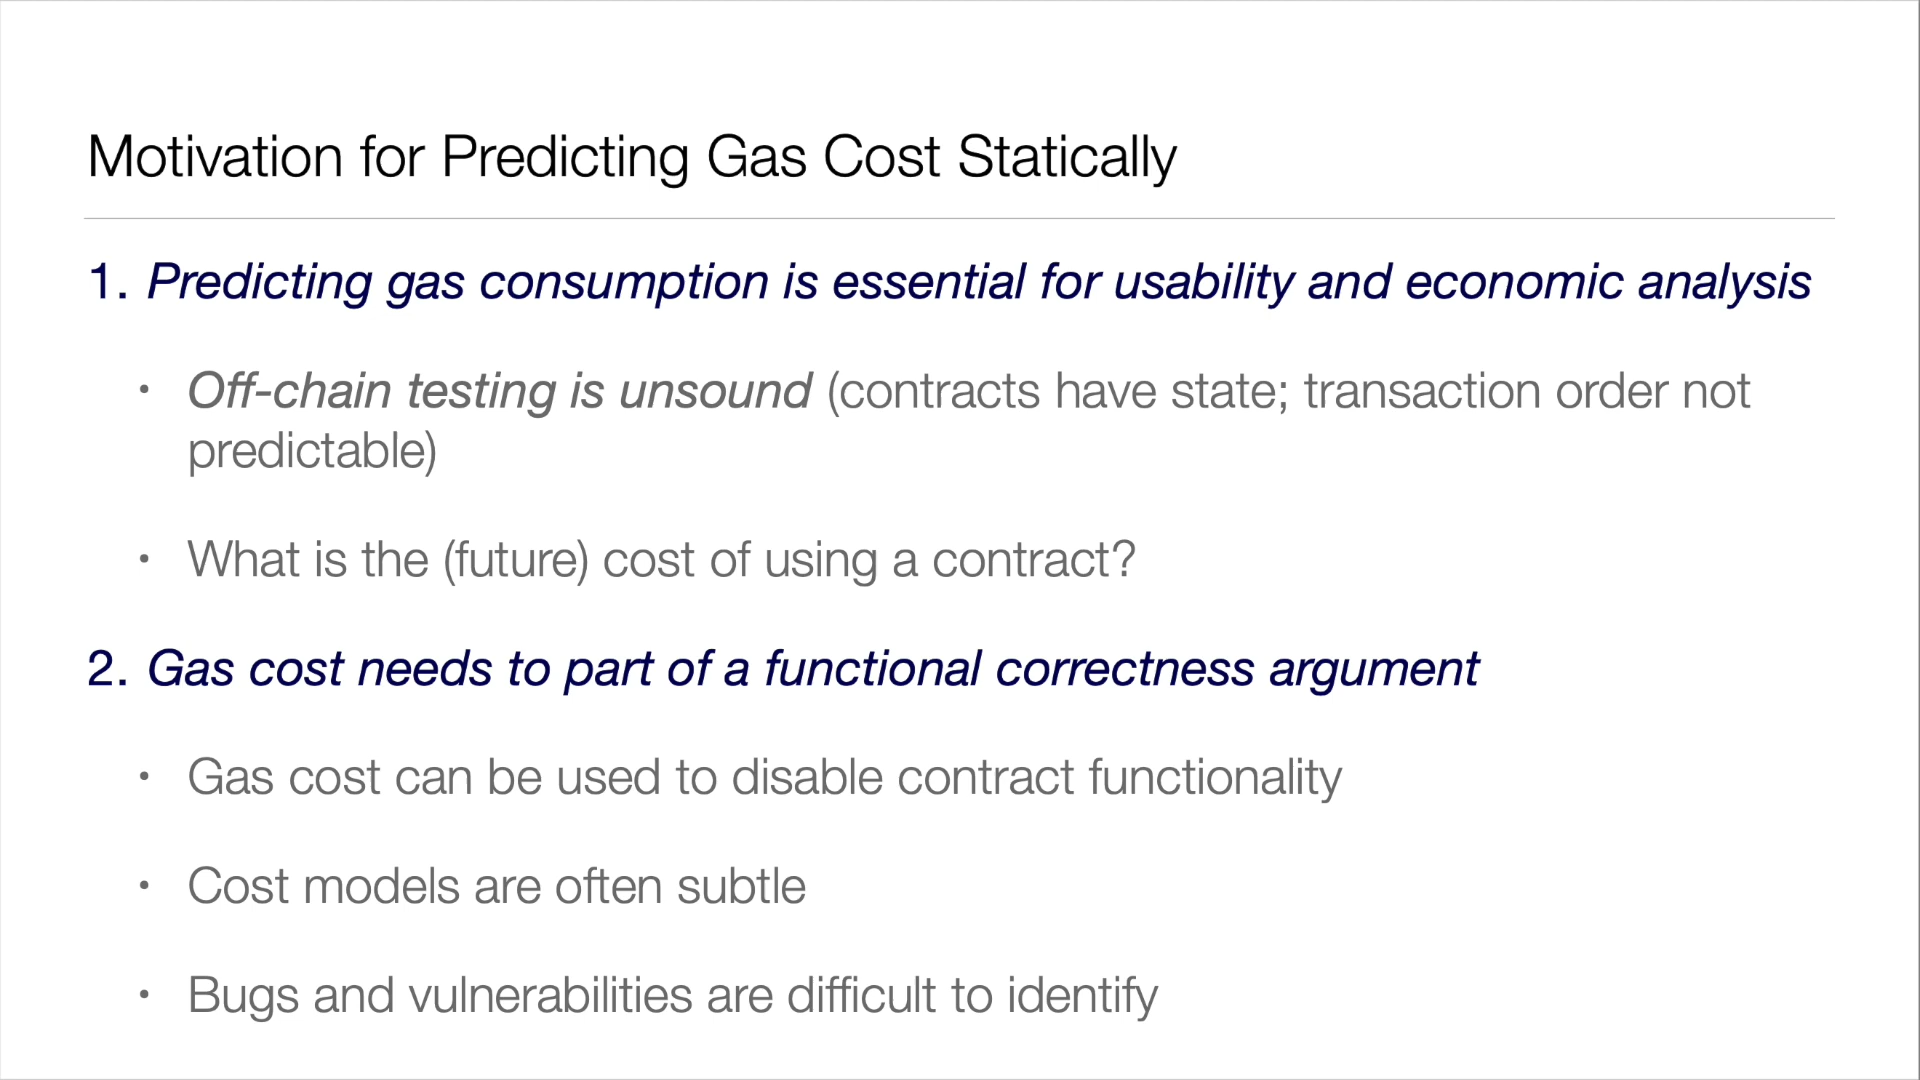 Motivation for Predicting Gas Cost Statically
1. Predicting gas consumption is essential for usability and economic analysis
• Off-chain testing is unsound (contracts have state; transaction order not
predictable)
• What is the (future) cost of using a contract?
2. Gas cost needs to part of a functional correctness argument
• Gas cost can be used to disable contract functionality
• Cost models are often subtle
• Bugs and vulnerabilities are difficult to identify